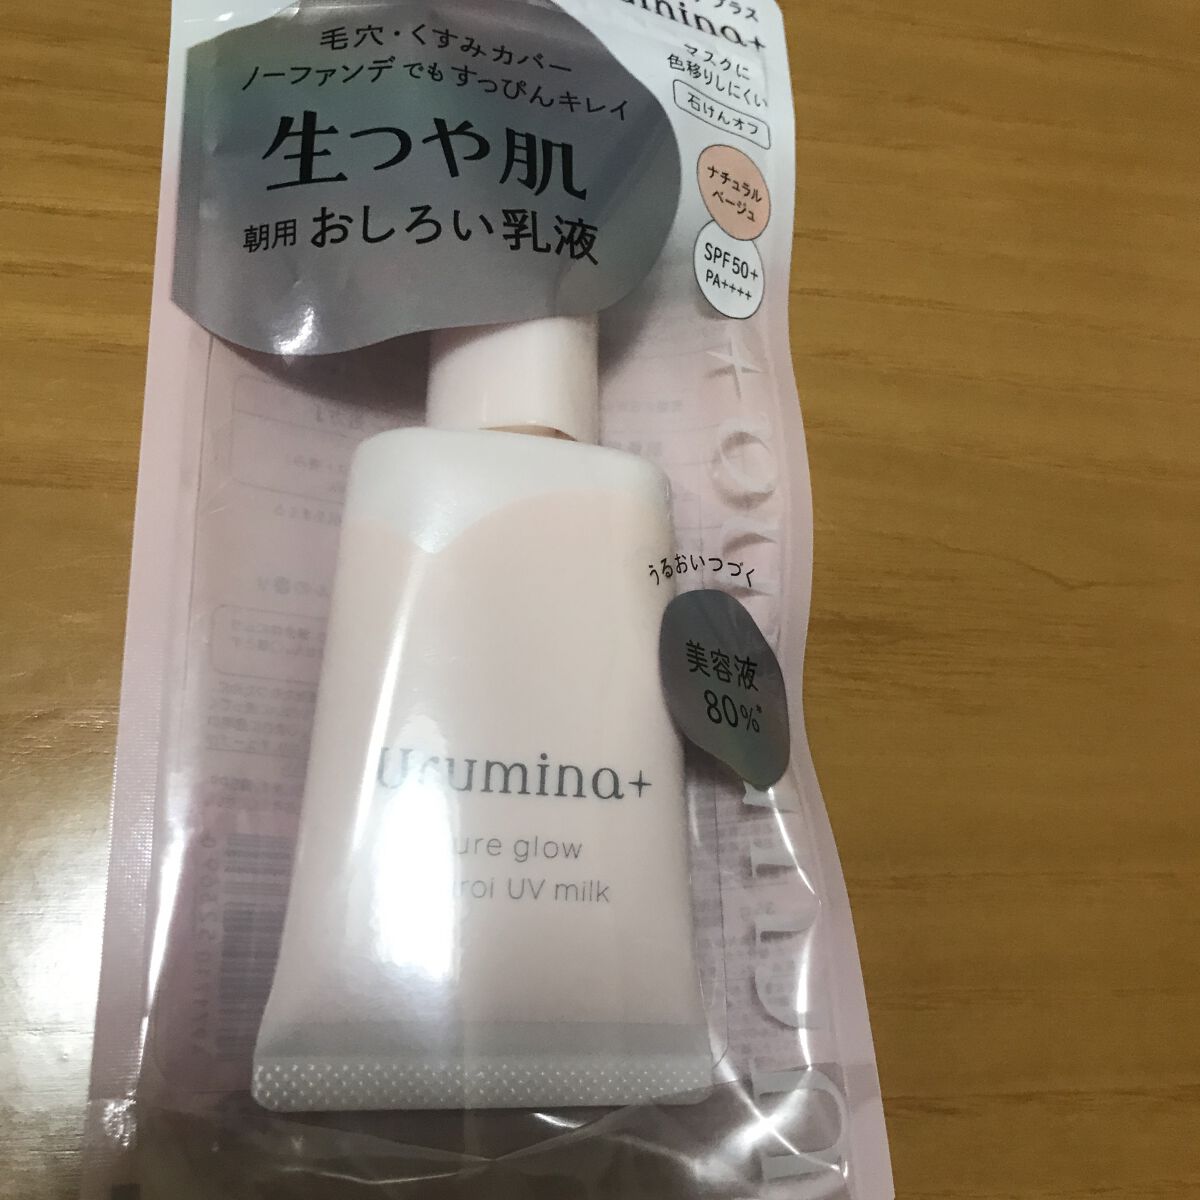 毛穴・くすみカバー
ノーファンデでもすっぴんキレイ
生つや肌
朝用 おしろい乳液
プラス
umina+
マスクに
色移りしにくい
石けんオフ
ナチュラル
ベージュ
SPF50+
PA++++
うるおいつづく
美容液
80%*
Urumina+
ure glow
roi UV milk